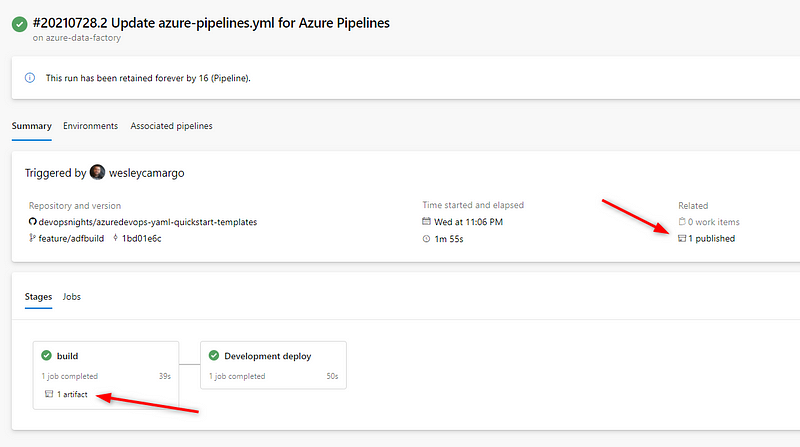 #20210728.2 Update azure-pipelines.yml for Azure Pipelines
on azure-data-factory
This run has been retained forever by 16 (Pipeline).
Summary Environments Associated pipelines
Triggered by wesleycamargo
Repository and version Time started and elapsed Related
devopsnights/azuredevops-yaml-quickstart-templates Wed at 11:06 PM 0 work items
feature/adfbuild 1bd01e6c 1m 55s 1 published
Stages Jobs
build Development deploy
1 job completed 39s 1 job completed 50s
1 artifact